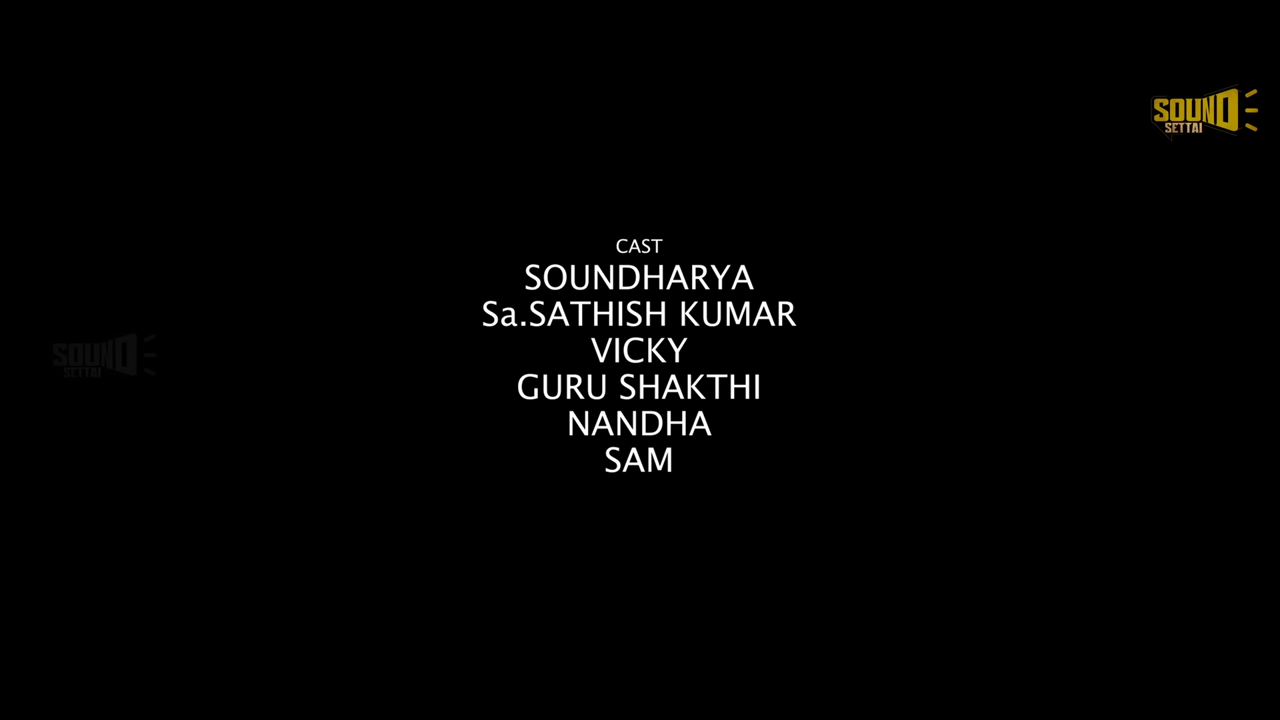 SOUND
SETTAI
CAST
SOUNDHARYA
Sa.SATHISH KUMAR
VICKY
GURU SHAKTHI
NANDHA
SAM
SOUND
SETTAI